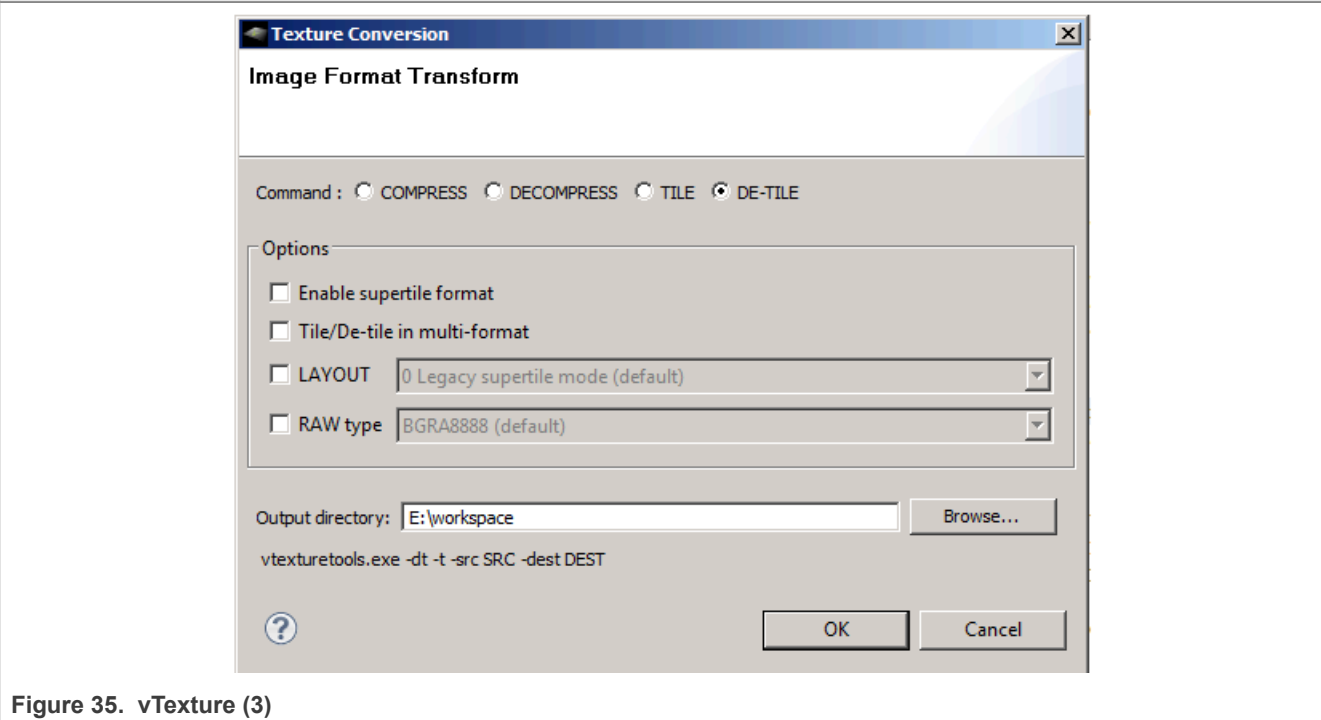 Texture Conversion
Image Format Transform
Command : COMPRESS DECOMPRESS TILE DE-TILE
Options
Enable supertile format
Tile/De-tile in multi-format
LAYOUT 0 Legacy supertile mode (default)
RAW type BGRA8888 (default)
Output directory: E:\workspace Browse...
vtexturetools.exe -dt -t -src SRC -dest DEST
? OK Cancel
Figure 35. vTexture (3)